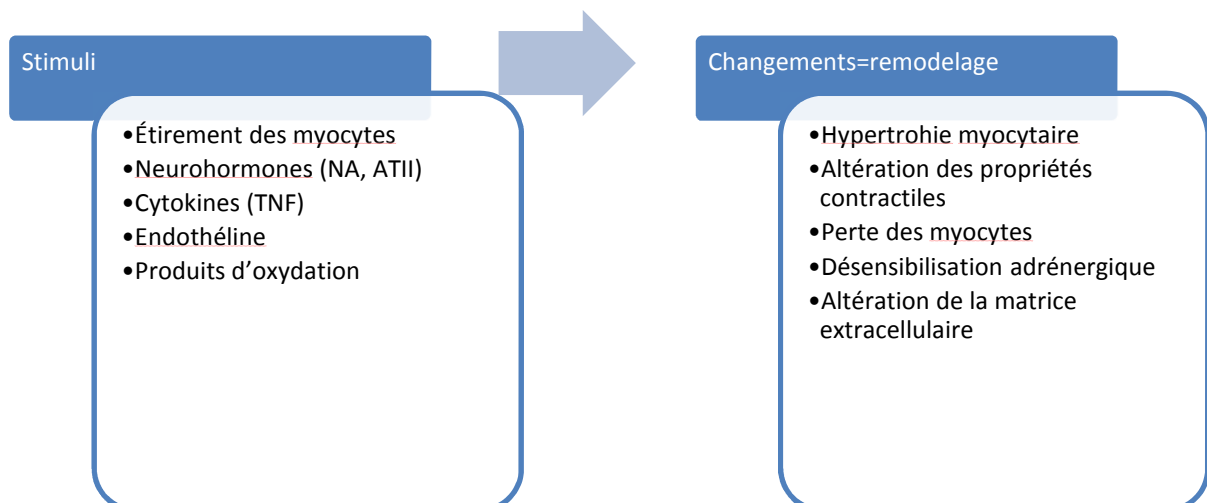 Stimuli
•Étirement des myocytes
•Neurohormones (NA, ATII)
•Cytokines (TNF)
•Endothéline
•Produits d'oxydation
Changements=remodelage
•Hypertrohie myocytaire
•Altération des propriétés
contractiles
•Perte des myocytes
•Désensibilisation adrénergique
•Altération de la matrice
extracellulaire